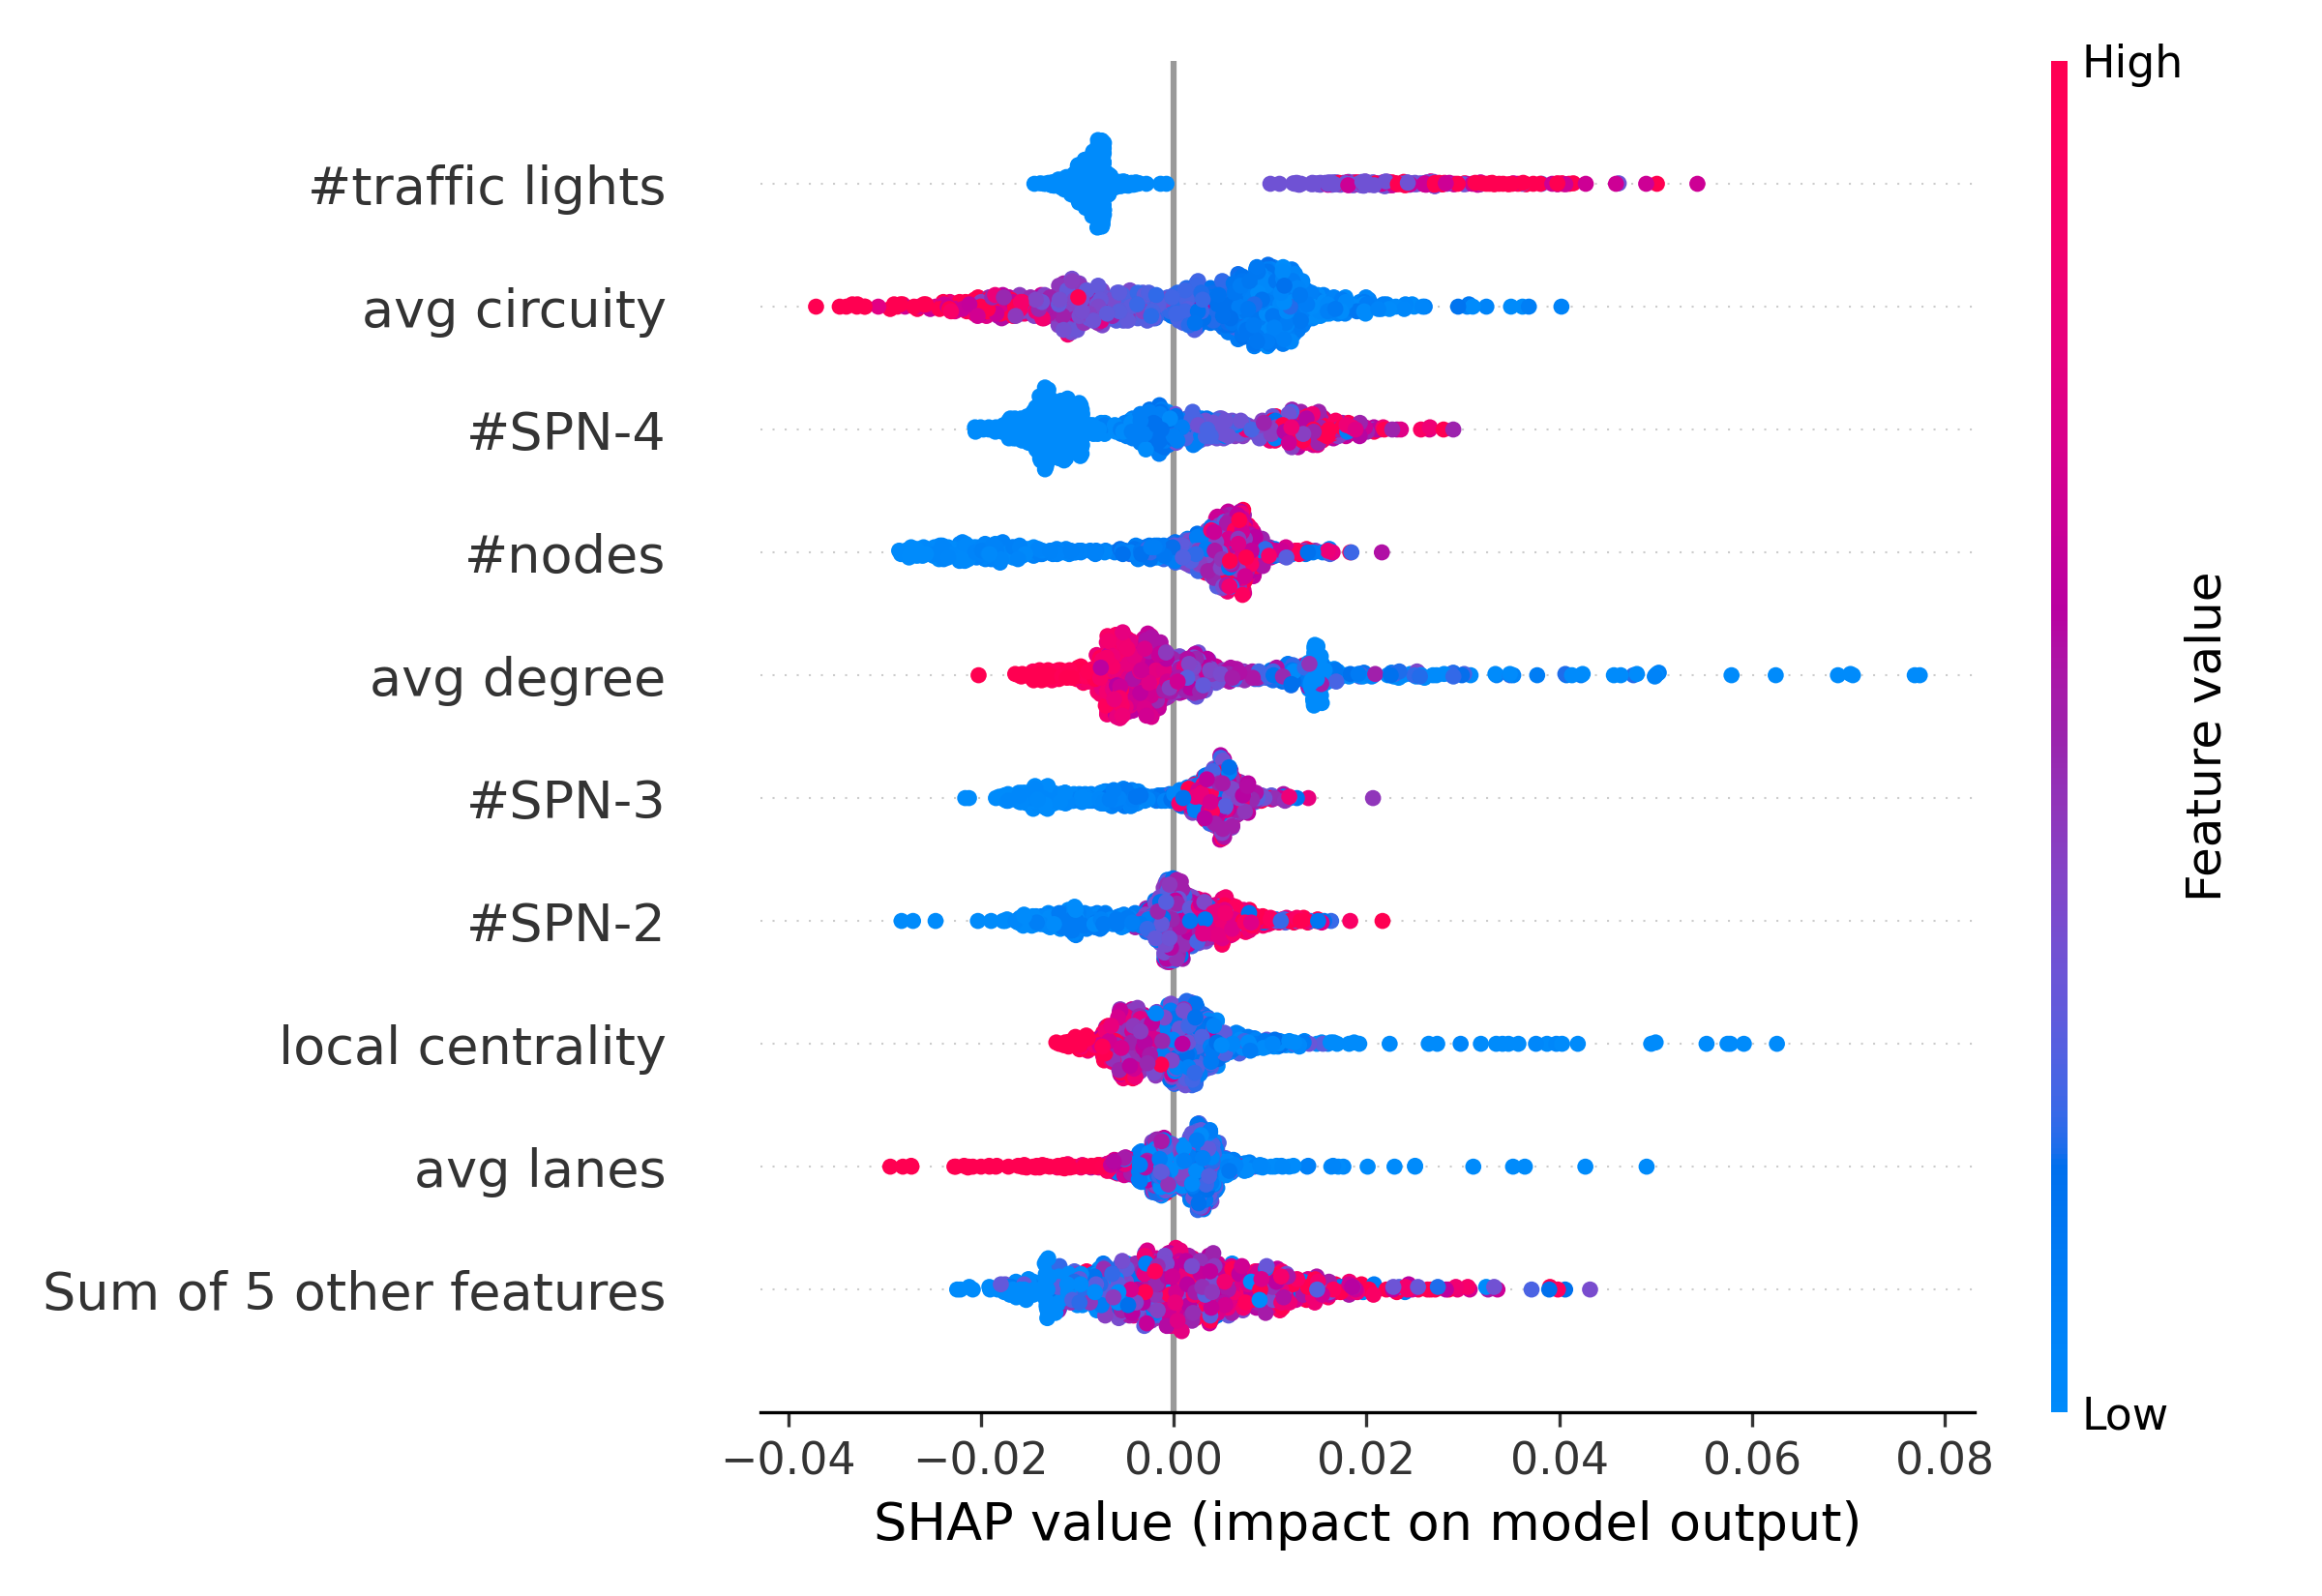 High
#traffic lights
avg circuity
#SPN-4
#nodes
avg degree
#SPN-3
#SPN-2
local centrality
avg lanes
Sum of 5 other features
Feature value
Low
−0.04 −0.02 0.00 0.02 0.04 0.06 0.08
SHAP value (impact on model output)